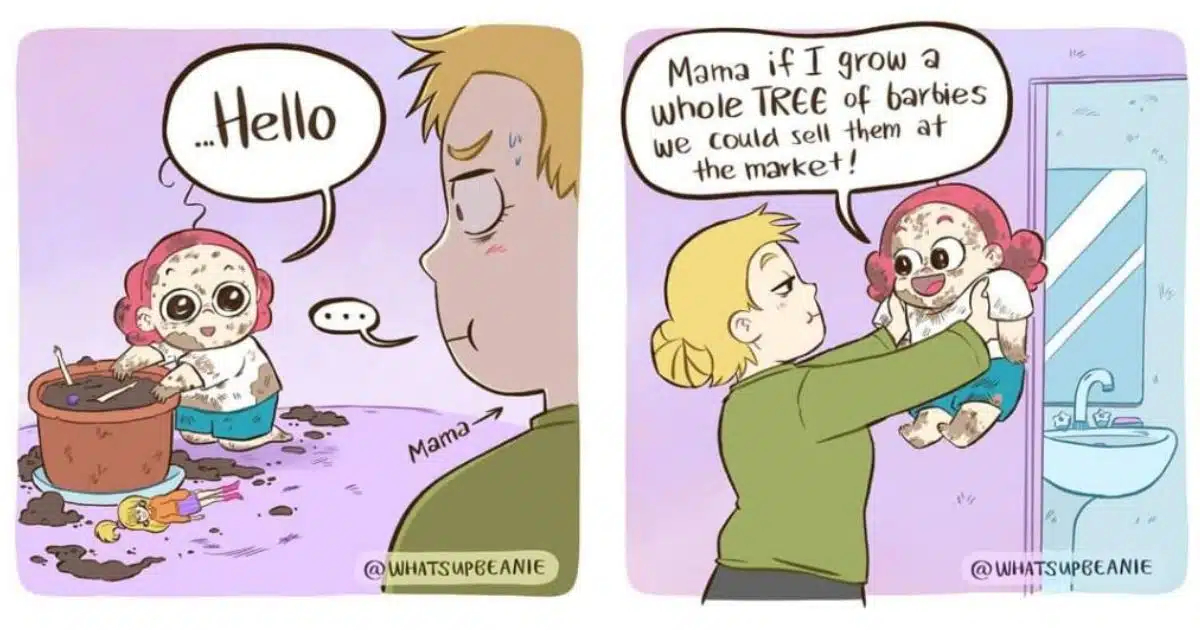 ...Hello
...
Mama
@WHATSUPBEANIE
Mama if I grow a
whole TREE of barbies
we could sell them at
the market!
@WHATSUPBEANIE